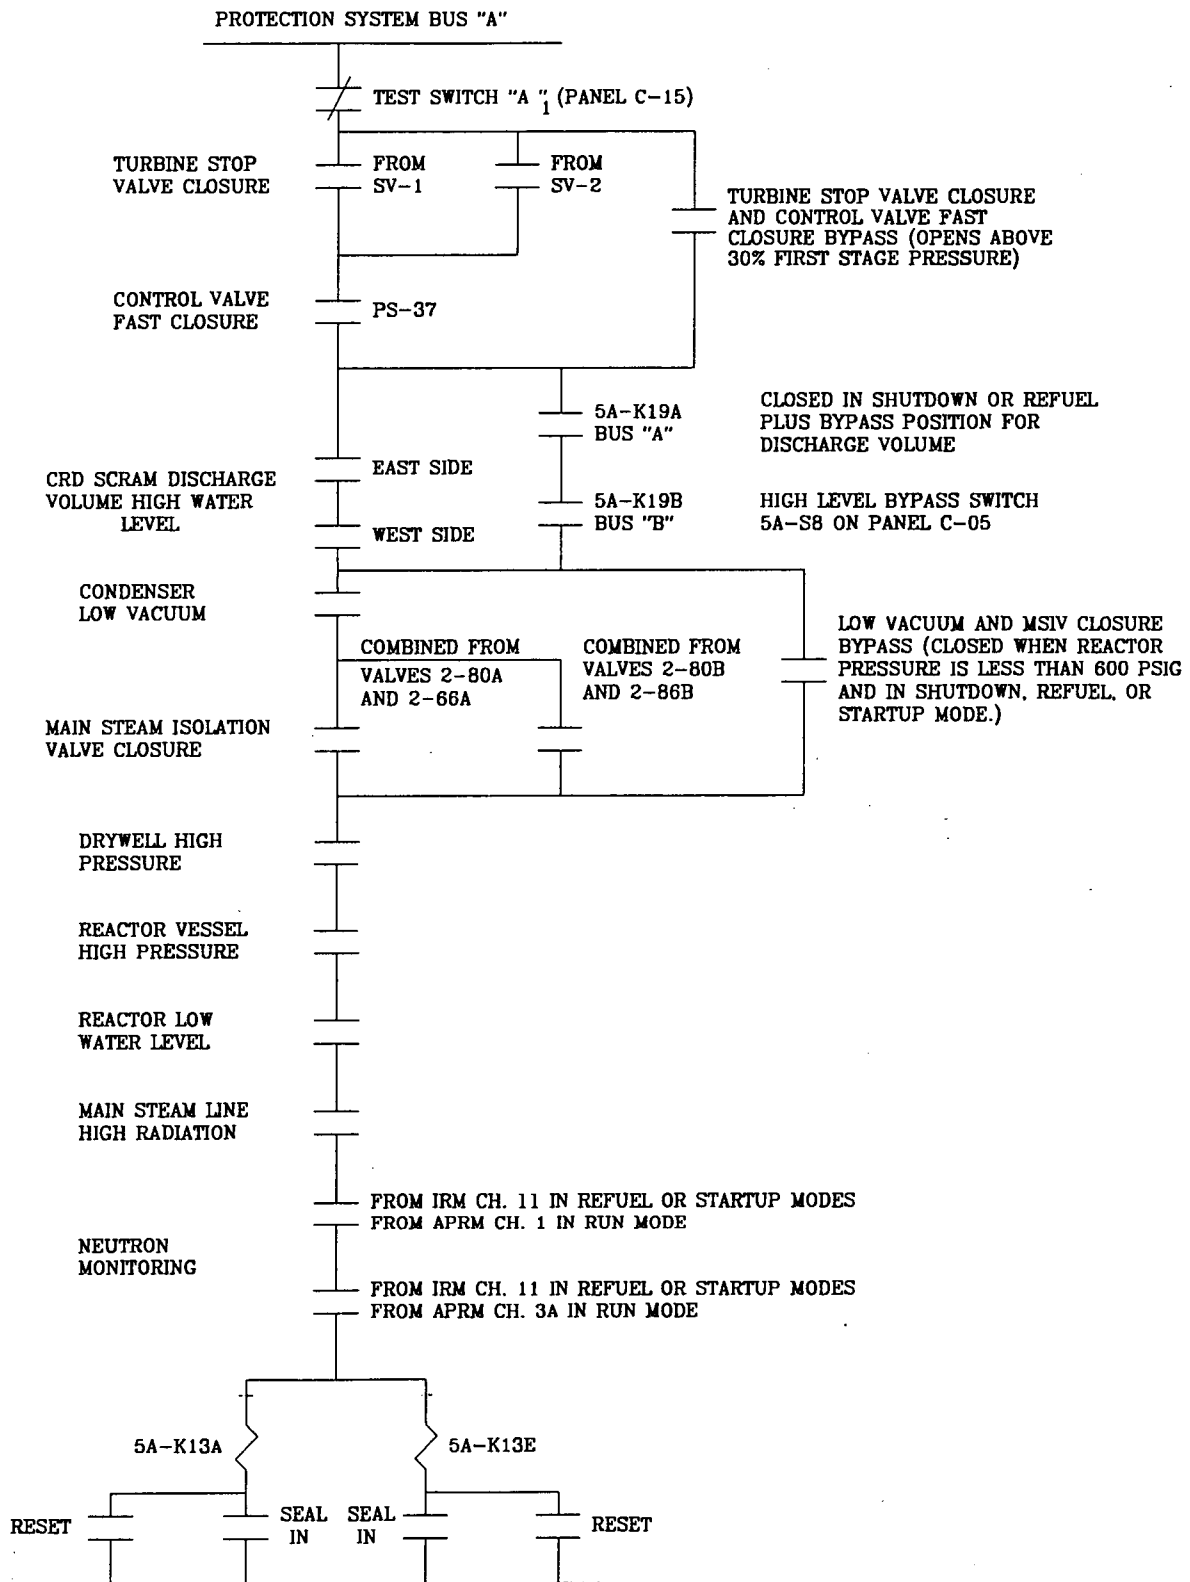 PROTECTION SYSTEM BUS "A"
TEST SWITCH "A1" (PANEL C-15)
TURBINE STOP
VALVE CLOSURE
FROM
SV-1
FROM
SV-2
TURBINE STOP VALVE CLOSURE
AND CONTROL VALVE FAST
CLOSURE BYPASS (OPENS ABOVE
30% FIRST STAGE PRESSURE)
CONTROL VALVE
FAST CLOSURE
PS-37
5A-K19A
BUS "A"
CLOSED IN SHUTDOWN OR REFUEL
PLUS BYPASS POSITION FOR
DISCHARGE VOLUME
CRD SCRAM DISCHARGE
VOLUME HIGH WATER
LEVEL
EAST SIDE
WEST SIDE
5A-K19B
BUS "B"
HIGH LEVEL BYPASS SWITCH
5A-S8 ON PANEL C-05
CONDENSER
LOW VACUUM
COMBINED FROM
VALVES 2-80A
AND 2-66A
COMBINED FROM
VALVES 2-80B
AND 2-86B
LOW VACUUM AND MSIV CLOSURE
BYPASS (CLOSED WHEN REACTOR
PRESSURE IS LESS THAN 600 PSIG
AND IN SHUTDOWN, REFUEL, OR
STARTUP MODE.)
MAIN STEAM ISOLATION
VALVE CLOSURE
DRYWELL HIGH
PRESSURE
REACTOR VESSEL
HIGH PRESSURE
REACTOR LOW
WATER LEVEL
MAIN STEAM LINE
HIGH RADIATION
FROM IRM CH. 11 IN REFUEL OR STARTUP MODES
FROM APRM CH. 1 IN RUN MODE
NEUTRON
MONITORING
FROM IRM CH. 11 IN REFUEL OR STARTUP MODES
FROM APRM CH. 3A IN RUN MODE
5A-K13A
5A-K13E
RESET
SEAL
IN
SEAL
IN
RESET